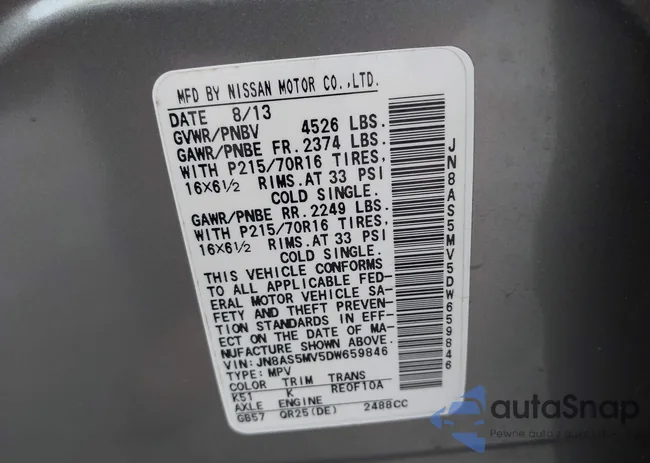 MFD BY NISSAN MOTOR CO.,LTD.
DATE 8/13
GVWR/PNBV 4526 LBS.
GAWR/PNBE FR. 2374 LBS.
WITH P215/70R16 TIRES,
16X6½ RIMS. AT 33 PSI
COLD SINGLE.
GAWR/PNBE RR. 2249 LBS.
WITH P215/70R16 TIRES,
16X6½ RIMS. AT 33 PSI
COLD SINGLE.
THIS VEHICLE CONFORMS
TO ALL APPLICABLE FED-
ERAL MOTOR VEHICLE SA-
FETY AND THEFT PREVEN-
TION STANDARDS IN EFF-
ECT ON THE DATE OF MA-
NUFACTURE SHOWN ABOVE.
VIN: JN8AS5MV5DW659846
TYPE: MPV
COLOR TRIM TRANS
K51 K RE0F10A
AXLE ENGINE
GB57 QR25(DE) 2488CC
JN8AS5MV5DW659846
autoSnap
Pewne auto z gwarancją